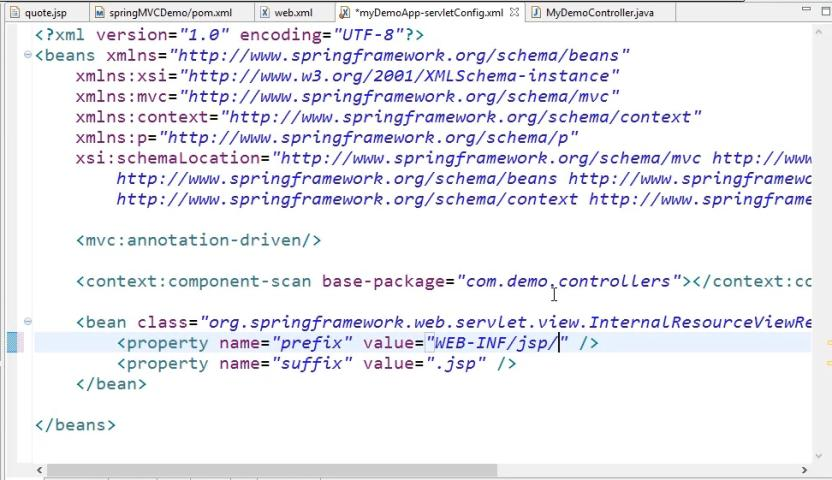 quote.jsp springMVCDemo/pom.xml web.xml *myDemoApp-servletConfig.xml MyDemoController.java
<?xml version="1.0" encoding="UTF-8"?>
<beans xmlns="http://www.springframework.org/schema/beans"
xmlns:xsi="http://www.w3.org/2001/XMLSchema-instance"
xmlns:mvc="http://www.springframework.org/schema/mvc"
xmlns:context="http://www.springframework.org/schema/context"
xmlns:p="http://www.springframework.org/schema/p"
xsi:schemaLocation="http://www.springframework.org/schema/mvc http://www
http://www.springframework.org/schema/beans http://www.springframewo
http://www.springframework.org/schema/context http://www.springframe
<mvc:annotation-driven/>
<context:component-scan base-package="com.demo.controllers"></context:co
<bean class="org.springframework.web.servlet.view.InternalResourceViewRe
<property name="prefix" value="WEB-INF/jsp/" />
<property name="suffix" value=".jsp" />
</bean>
</beans>